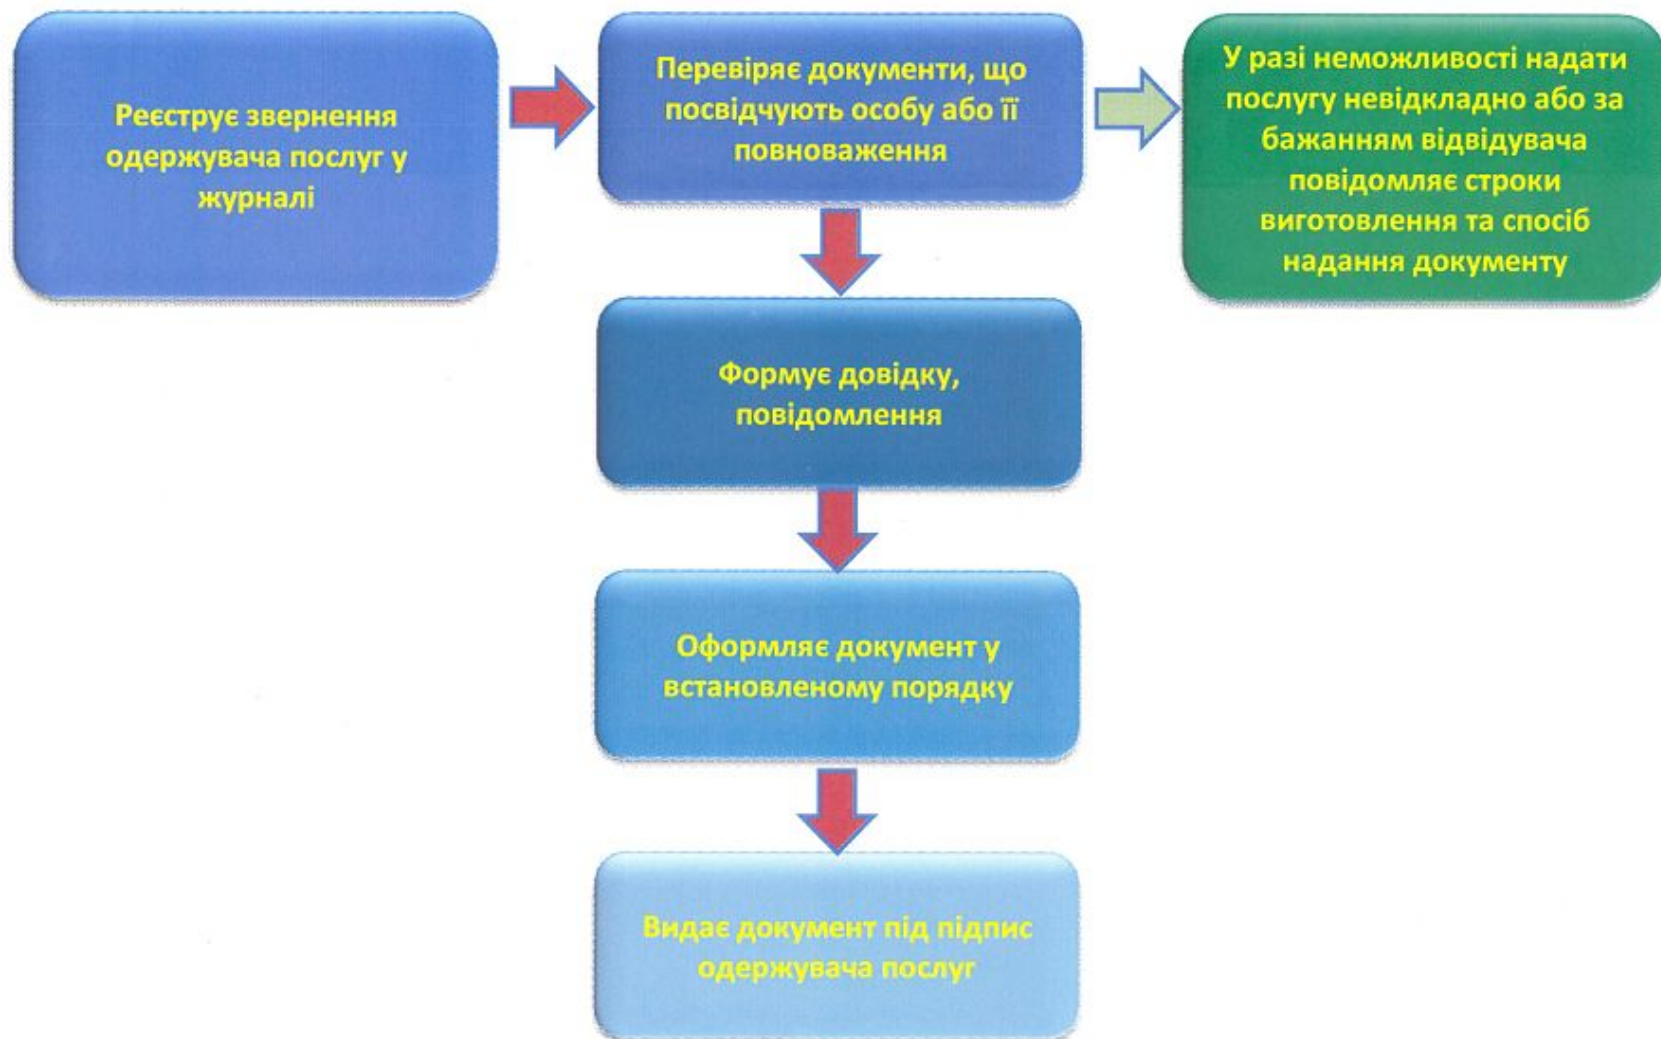 Реєструє звернення
одержувача послуг у
журналі
Перевіряє документи, що
посвідчують особу або її
повноваження
У разі неможливості надати
послугу невідкладно або за
бажанням відвідувача
повідомляє строки
виготовлення та спосіб
надання документу
Формує довідку,
повідомлення
Оформляє документ у
встановленому порядку
Видає документ під підпис
одержувача послуг